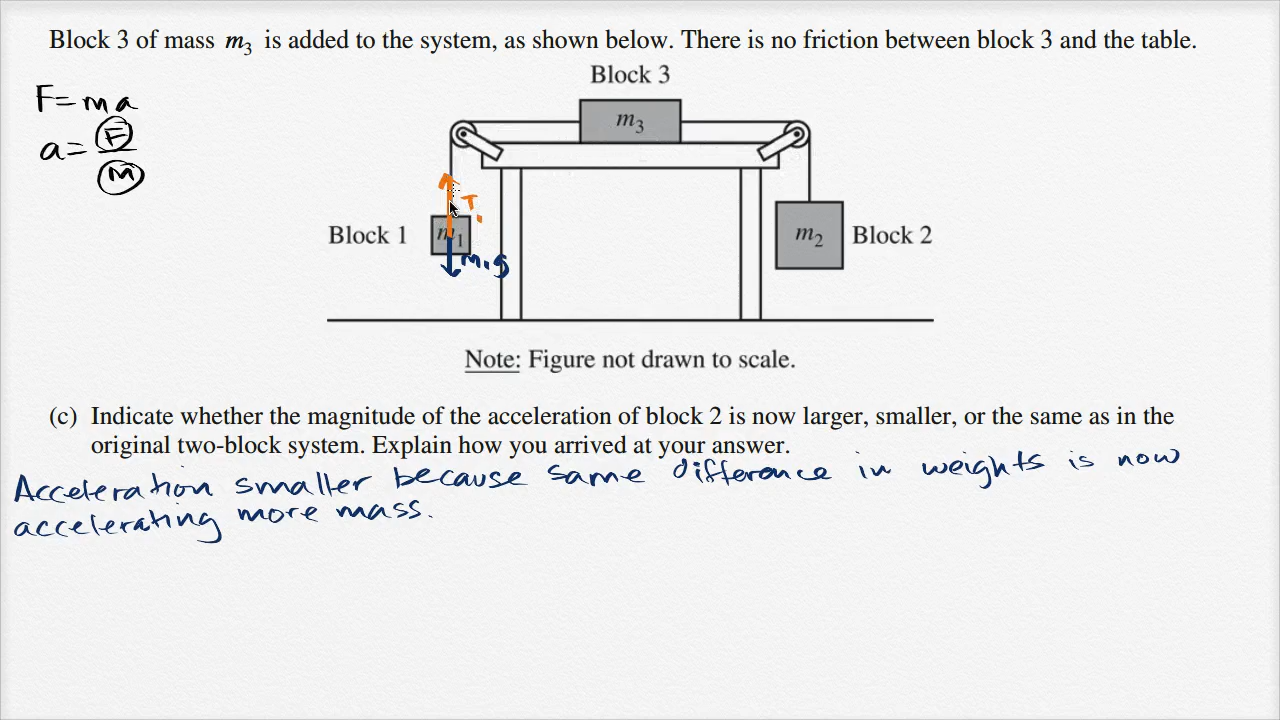 Block 3 of mass m₃ is added to the system, as shown below. There is no friction between block 3 and the table.
Block 3
F=ma
a=F/M
m₃
T.
Block 1
m₁
m₂
Block 2
m.g
Note: Figure not drawn to scale.
(c) Indicate whether the magnitude of the acceleration of block 2 is now larger, smaller, or the same as in the
original two-block system. Explain how you arrived at your answer.
Acceleration smaller because same difference in weights is now
accelerating more mass.